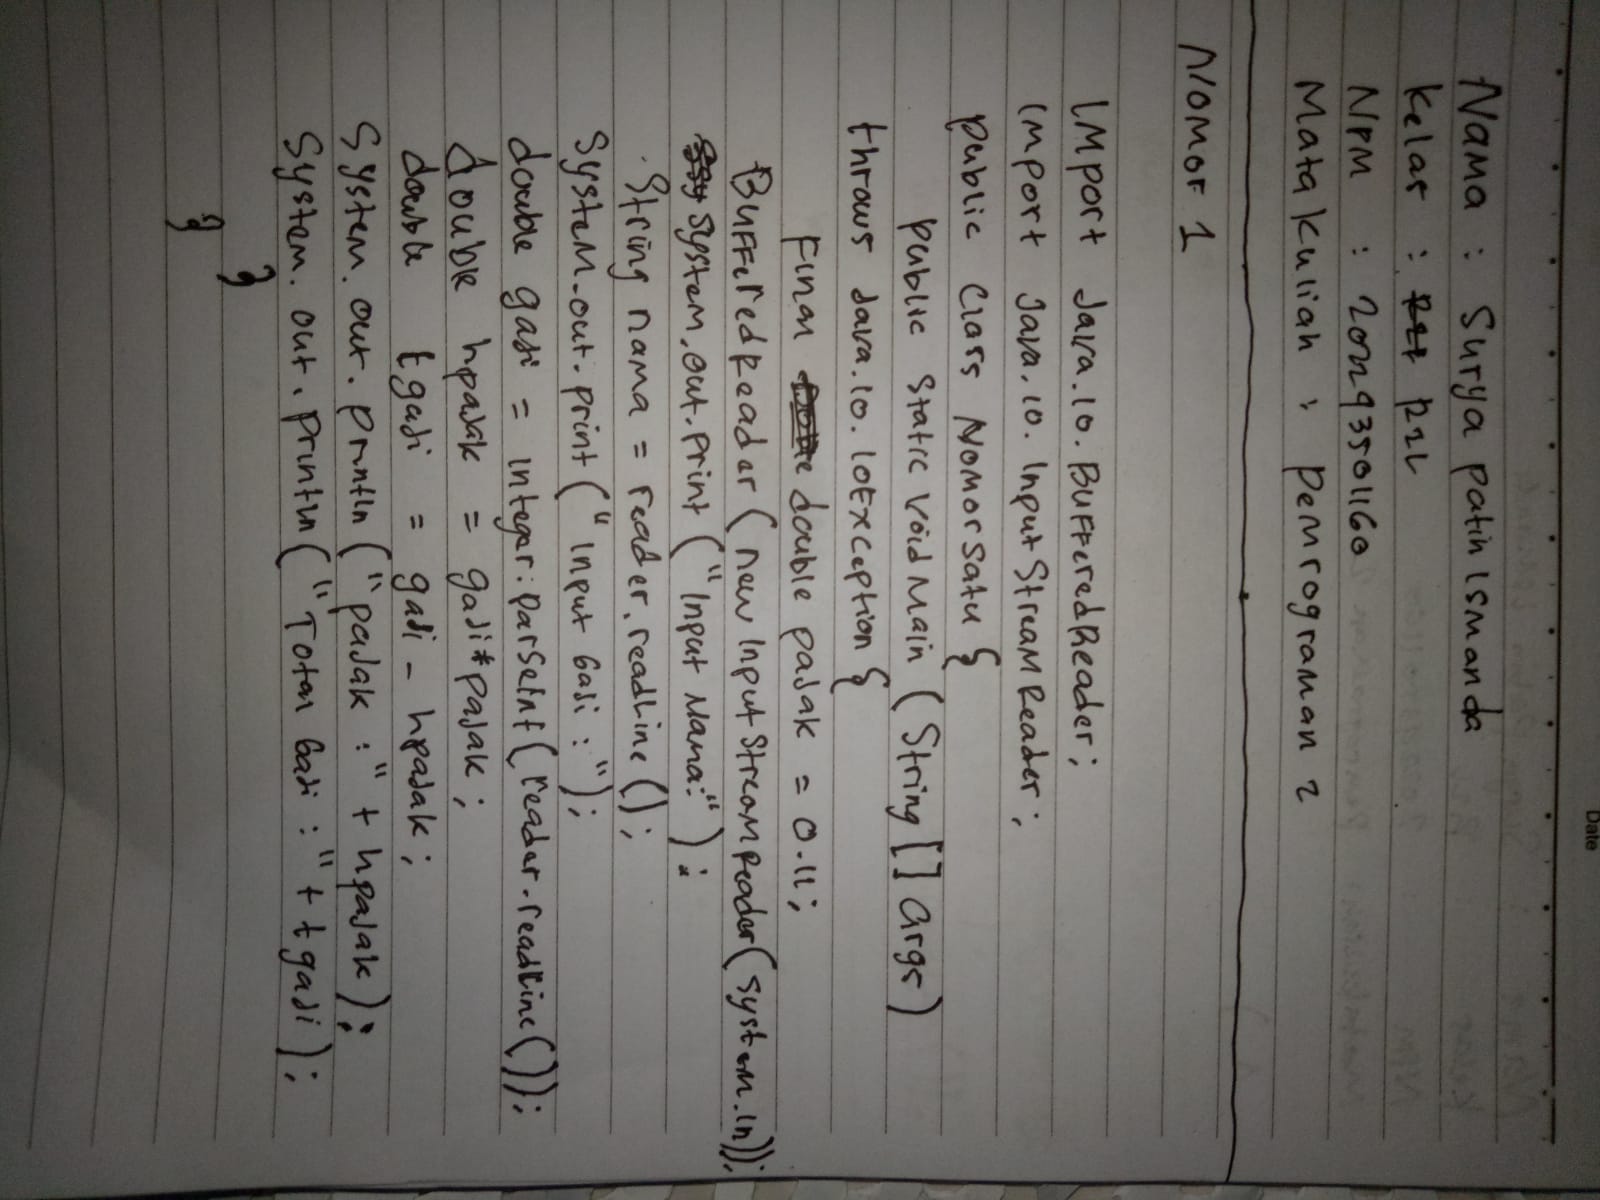 Date
Nama : Surya patih Ismanda
Kelas : P2L
NPM : 202943501160
Mata kuliah : Pemrograman 2
Nomor 1
Import Java.io.BufferedReader;
import Java.io.InputStreamReader;
public Class NomorSatu {
public static void Main (String [] args)
throws Java.io.IoException {
Final double pajak = 0.11;
BufferedReader (new InputStreamReader(System.in));
System.out.print ("Input Nama:");
String nama = reader.readline();
System.out.print ("Input Gaji : ");
double gaji = integer.parseint(reader.readline());
double hpajak = gaji*pajak;
double tgaji = gaji - hpajak;
System.out.println ("pajak : " + hpajak);
System.out.println ("Total Gaji : " + tgaji);
}
}